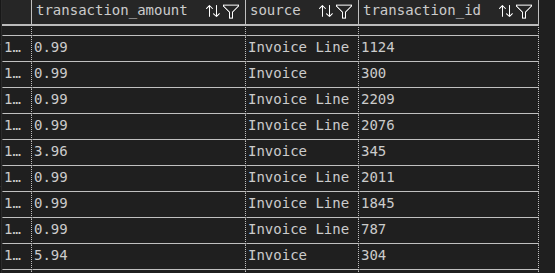 transaction_amount source transaction_id
1… 0.99 Invoice Line 1124
1… 0.99 Invoice 300
1… 0.99 Invoice Line 2209
1… 0.99 Invoice Line 2076
1… 3.96 Invoice 345
1… 0.99 Invoice Line 2011
1… 0.99 Invoice Line 1845
1… 0.99 Invoice Line 787
1… 5.94 Invoice 304